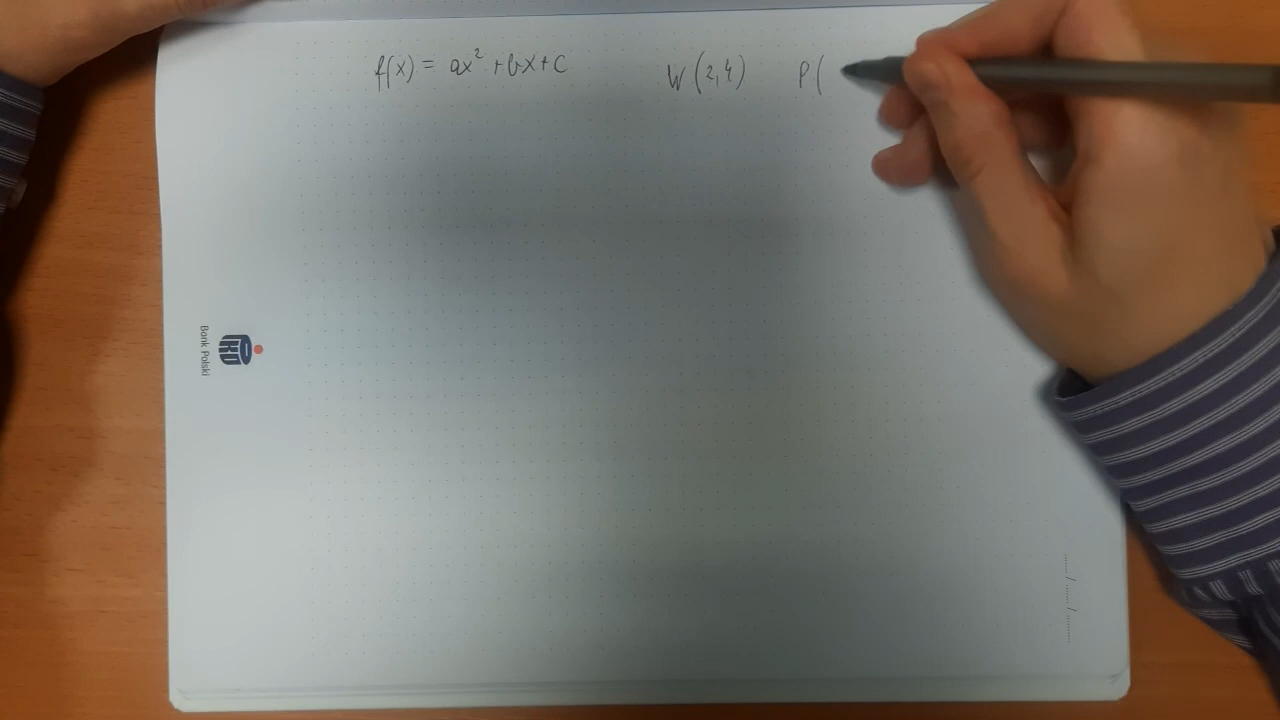 f(x) = ax² + bx + c W(2,4) P(
Bank Polski
....../....../........